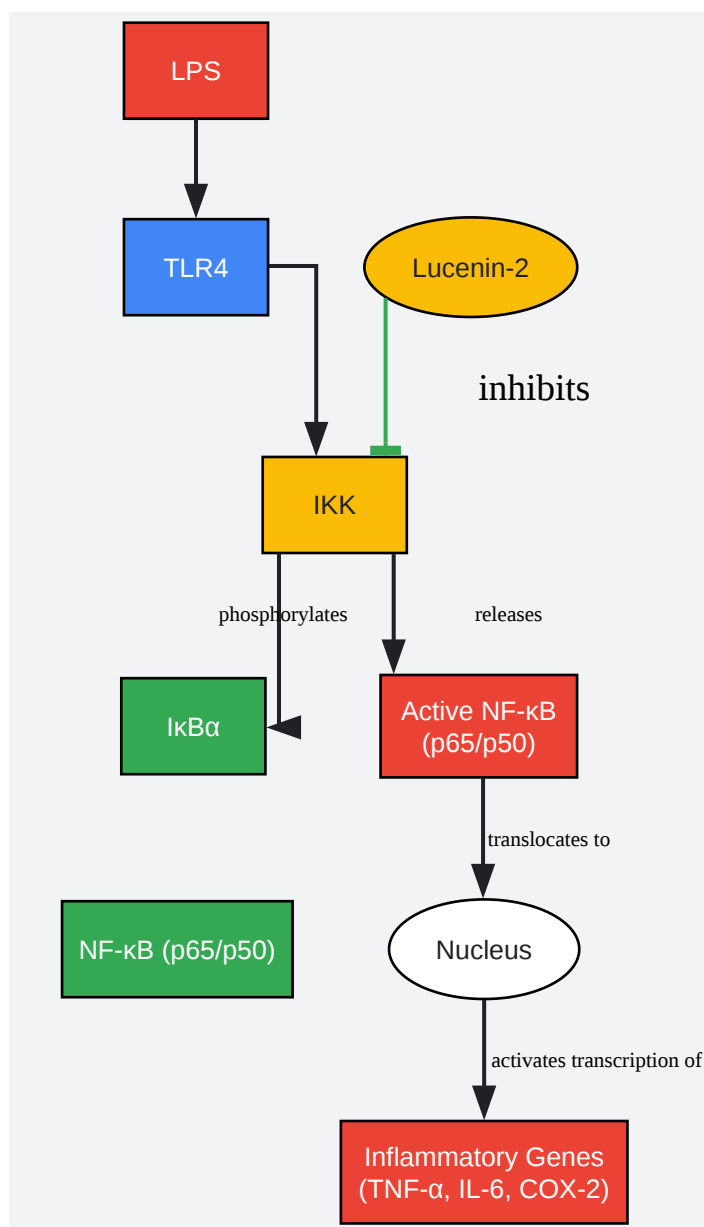 LPS
TLR4
Lucenin-2
inhibits
IKK
phosphorylates
releases
IκBα
Active NF-κB
(p65/p50)
translocates to
NF-κB (p65/p50)
Nucleus
activates transcription of
Inflammatory Genes
(TNF-α, IL-6, COX-2)